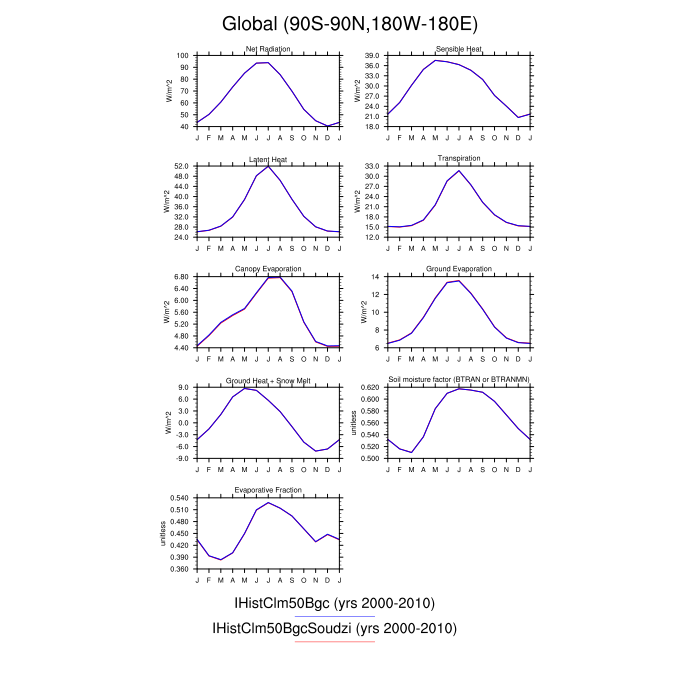 Global (90S-90N,180W-180E)
Net Radiation
Sensible Heat
W/m^2
100
90
80
70
60
50
40
J F M A M J J A S O N D J
W/m^2
39.0
36.0
33.0
30.0
27.0
24.0
21.0
18.0
J F M A M J J A S O N D J
Latent Heat
Transpiration
W/m^2
52.0
48.0
44.0
40.0
36.0
32.0
28.0
24.0
J F M A M J J A S O N D J
W/m^2
33.0
30.0
27.0
24.0
21.0
18.0
15.0
12.0
J F M A M J J A S O N D J
Canopy Evaporation
Ground Evaporation
W/m^2
6.80
6.40
6.00
5.60
5.20
4.80
4.40
J F M A M J J A S O N D J
W/m^2
14
12
10
8
6
J F M A M J J A S O N D J
Ground Heat + Snow Melt
Soil moisture factor (BTRAN or BTRANMN)
W/m^2
9.0
6.0
3.0
0.0
-3.0
-6.0
-9.0
J F M A M J J A S O N D J
unitless
0.620
0.600
0.580
0.560
0.540
0.520
0.500
J F M A M J J A S O N D J
Evaporative Fraction
unitless
0.540
0.510
0.480
0.450
0.420
0.390
0.360
J F M A M J J A S O N D J
IHistClm50Bgc (yrs 2000-2010)
IHistClm50BgcSoudzi (yrs 2000-2010)